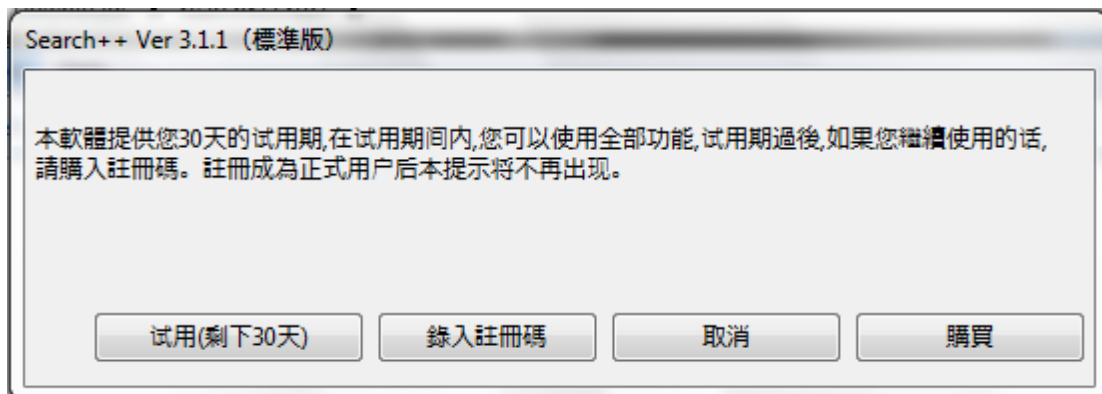 Search++ Ver 3.1.1（標準版）
本軟體提供您30天的试用期,在试用期间内,您可以使用全部功能,试用期過後,如果您繼續使用的话,
請購入註冊碼。註冊成為正式用户后本提示将不再出现。
试用(剩下30天)
錄入註冊碼
取消
購買